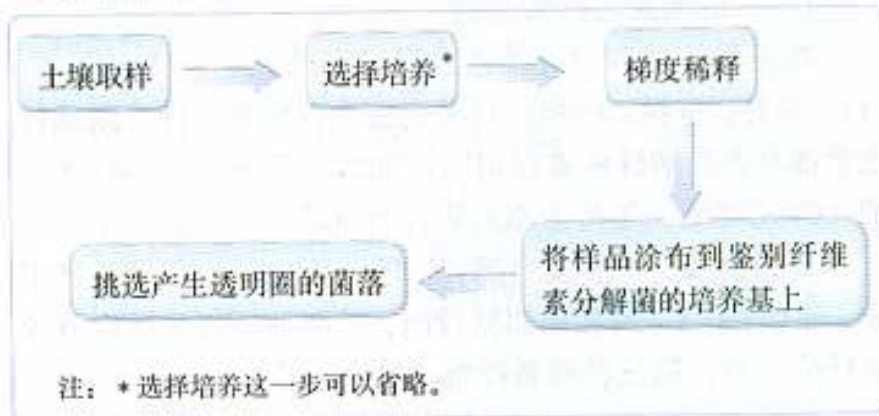 土壤取样
选择培养*
梯度稀释
将样品涂布到鉴别纤维
素分解菌的培养基上
挑选产生透明圈的菌落
注：*选择培养这一步可以省略。